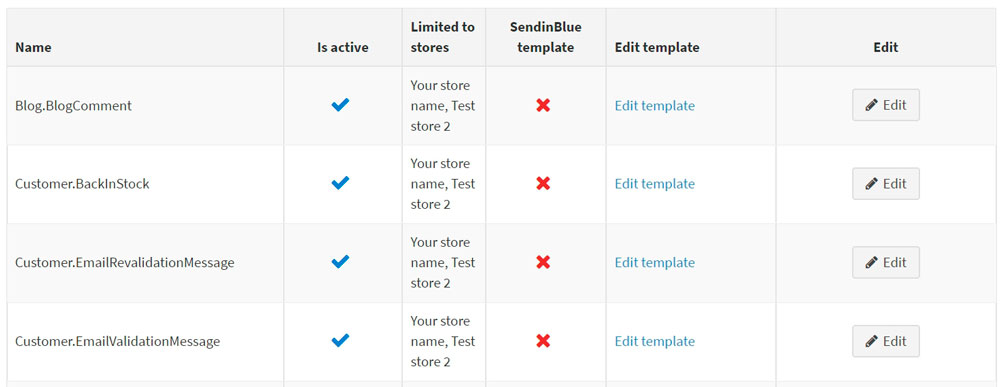 Name
Is active
Limited to
stores
SendinBlue
template
Edit template
Edit
Blog.BlogComment
Your store
name, Test
store 2
Edit template
Edit
Customer.BackInStock
Your store
name, Test
store 2
Edit template
Edit
Customer.EmailRevalidationMessage
Your store
name, Test
store 2
Edit template
Edit
Customer.EmailValidationMessage
Your store
name, Test
store 2
Edit template
Edit